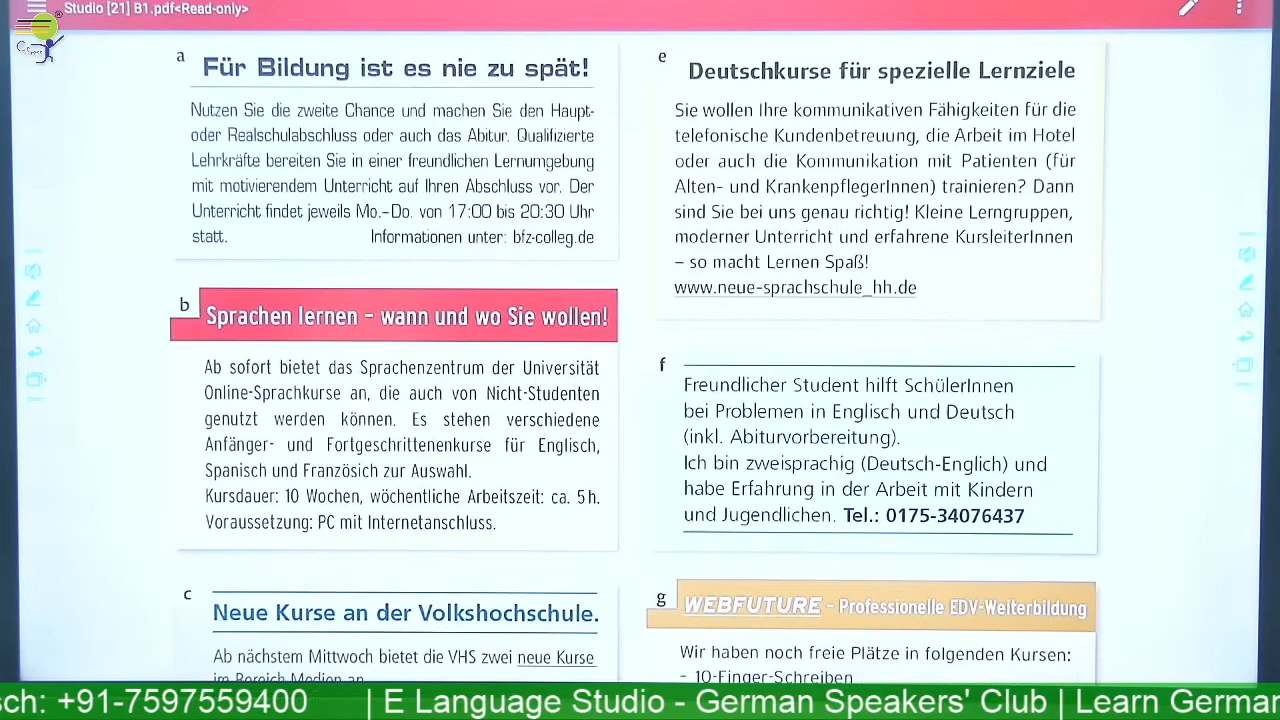 Studio [21] B1.pdf<Read-only>
a
Für Bildung ist es nie zu spät!
Nutzen Sie die zweite Chance und machen Sie den Haupt-
oder Realschulabschluss oder auch das Abitur. Qualifizierte
Lehrkräfte bereiten Sie in einer freundlichen Lernumgebung
mit motivierendem Unterricht auf Ihren Abschluss vor. Der
Unterricht findet jeweils Mo.–Do. von 17:00 bis 20:30 Uhr
statt. Informationen unter: bfz-colleg.de
b
Sprachen lernen – wann und wo Sie wollen!
Ab sofort bietet das Sprachenzentrum der Universität
Online-Sprachkurse an, die auch von Nicht-Studenten
genutzt werden können. Es stehen verschiedene
Anfänger- und Fortgeschrittenenkurse für Englisch,
Spanisch und Französich zur Auswahl.
Kursdauer: 10 Wochen, wöchentliche Arbeitszeit: ca. 5 h.
Voraussetzung: PC mit Internetanschluss.
c
Neue Kurse an der Volkshochschule.
Ab nächstem Mittwoch bietet die VHS zwei neue Kurse
im Bereich Medien an
e
Deutschkurse für spezielle Lernziele
Sie wollen Ihre kommunikativen Fähigkeiten für die
telefonische Kundenbetreuung, die Arbeit im Hotel
oder auch die Kommunikation mit Patienten (für
Alten- und KrankenpflegerInnen) trainieren? Dann
sind Sie bei uns genau richtig! Kleine Lerngruppen,
moderner Unterricht und erfahrene KursleiterInnen
– so macht Lernen Spaß!
www.neue-sprachschule_hh.de
f
Freundlicher Student hilft SchülerInnen
bei Problemen in Englisch und Deutsch
(inkl. Abiturvorbereitung).
Ich bin zweisprachig (Deutsch-Englich) und
habe Erfahrung in der Arbeit mit Kindern
und Jugendlichen. Tel.: 0175-34076437
g
WEBFUTURE – Professionelle EDV-Weiterbildung
Wir haben noch freie Plätze in folgenden Kursen:
- 10-Finger-Schreiben
sch: +91-7597559400 | E Language Studio - German Speakers' Club | Learn German